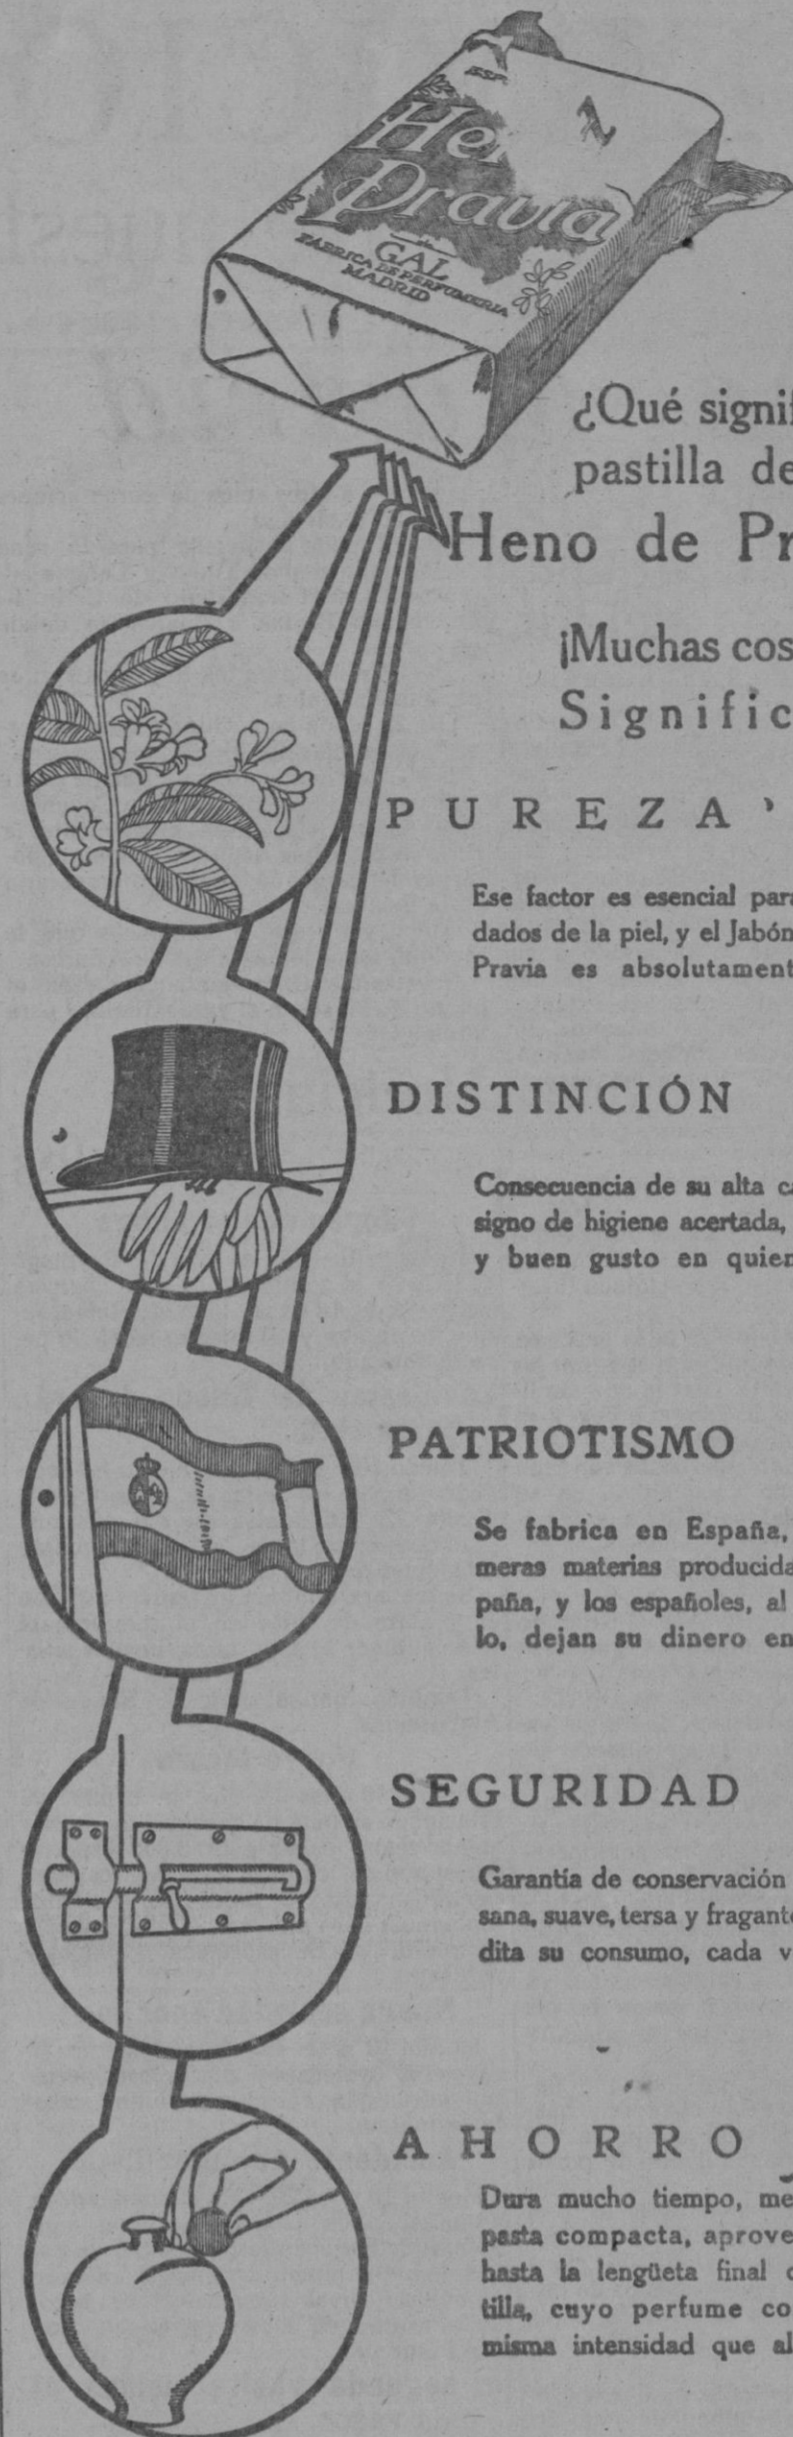 ESP
Hen
Pravia
GAL
FÁBRICA DE PERFUMERIA
MADRID
¿Qué signif
pastilla de
Heno de Pr
¡Muchas cos
Signific
PUREZA
Ese factor es esencial para
dados de la piel, y el Jabón
Pravia es absolutament
DISTINCIÓN
Consecuencia de su alta ca
signo de higiene acertada,
y buen gusto en quien
PATRIOTISMO
Se fabrica en España,
meras materias producida
paña, y los españoles, al
lo, dejan su dinero en
SEGURIDAD
Garantía de conservación
sana, suave, tersa y fragante
dita su consumo, cada v
AHORRO
Dura mucho tiempo, me
pasta compacta, aprove
hasta la lengüeta final d
tilla, cuyo perfume co
misma intensidad que al